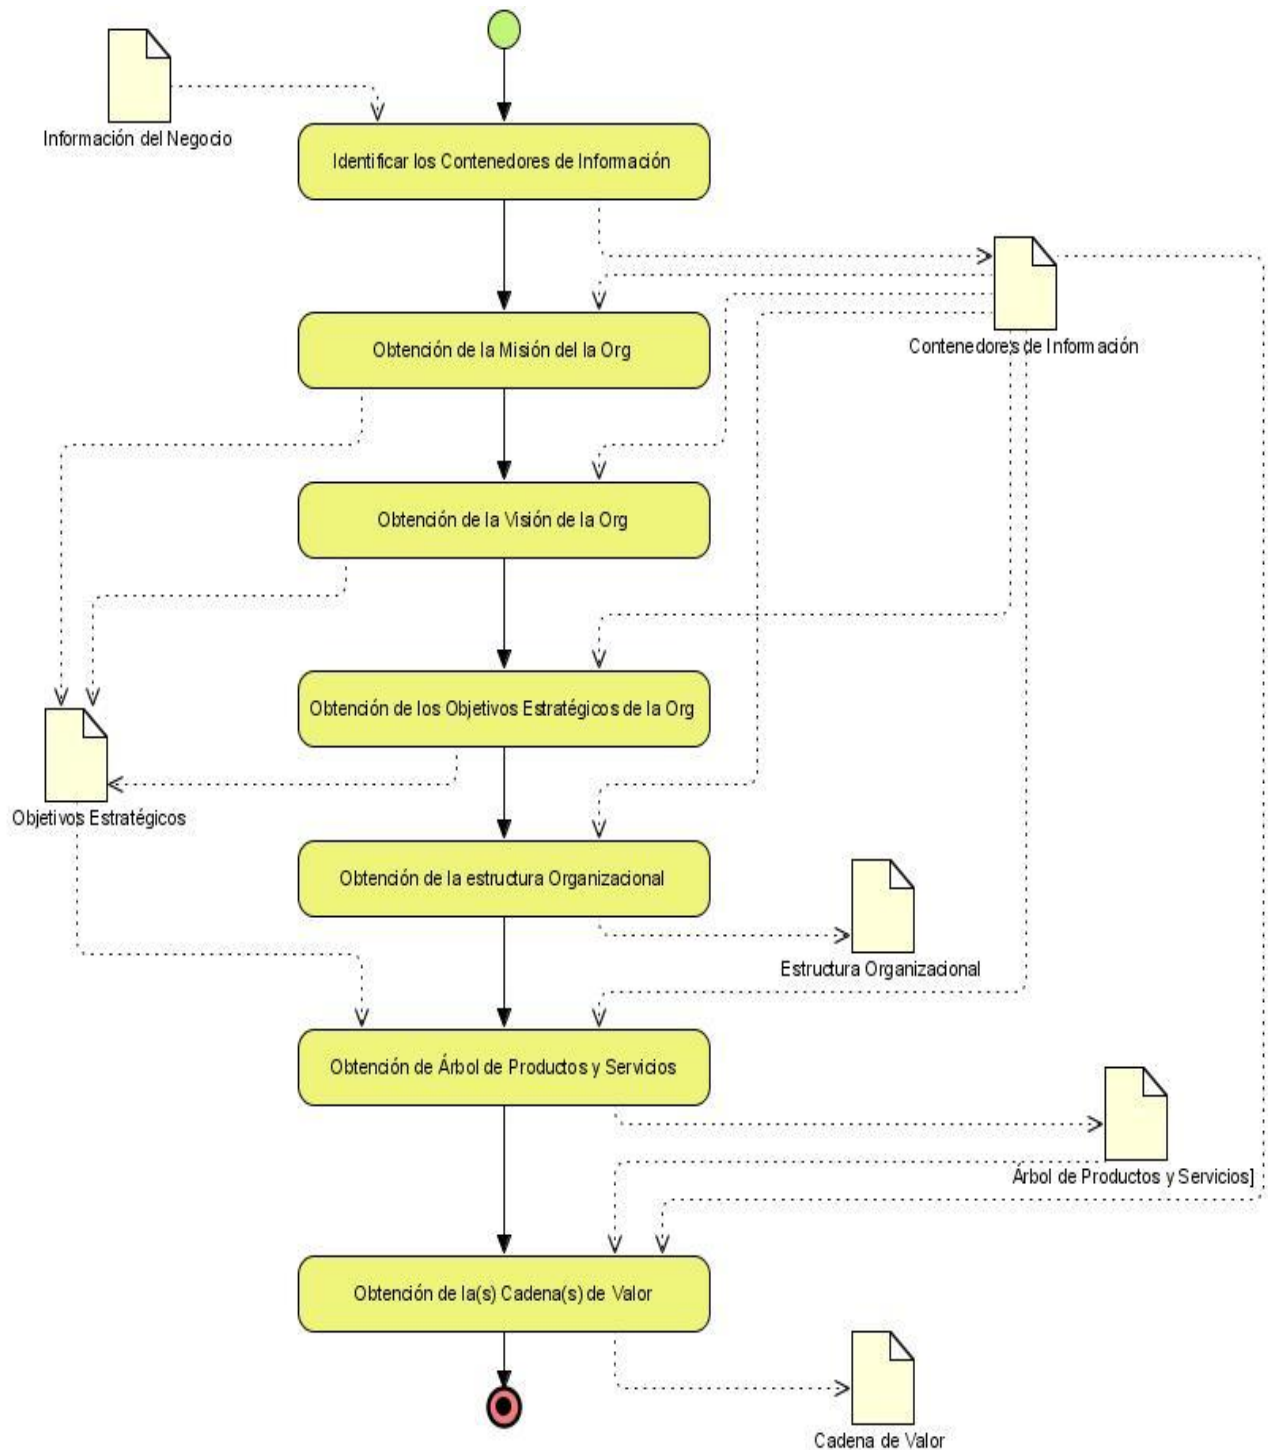 Información del Negocio
Identificar los Contenedores de Información
Contenedores de Información
Obtención de la Misión del la Org
Obtención de la Visión de la Org
Obtención de los Objetivos Estratégicos de la Org
Objetivos Estratégicos
Obtención de la estructura Organizacional
Estructura Organizacional
Obtención de Árbol de Productos y Servicios
Árbol de Productos y Servicios]
Obtención de la(s) Cadena(s) de Valor
Cadena de Valor